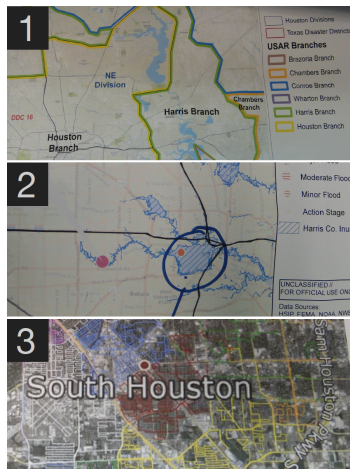 1
Houston Divisions
Texas Disaster Districts
USAR Branches
Brazoria Branch
Chambers Branch
Conroe Branch
Wharton Branch
Harris Branch
Houston Branch
NE
Division
Harris Branch
Chambers
Branch
DDC 16
Houston
Branch
2
Moderate Flood
Minor Flood
Action Stage
Harris Co. Inu
UNCLASSIFIED //
FOR OFFICIAL USE ONL
Data Sources:
HSIP, FEMA, NOAA, NWS
3
South Houston
Sam Houston Pkwy S